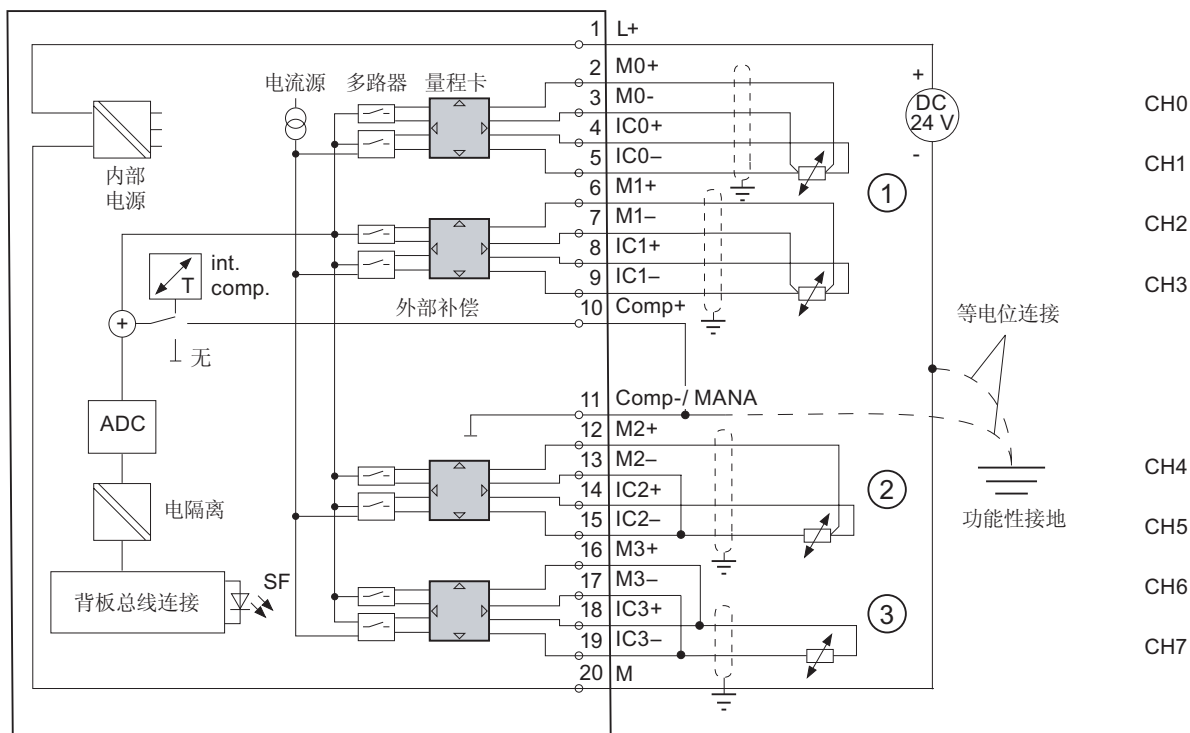 1 L+
2 M0+
3 M0-
4 IC0+
5 IC0–
6 M1+
7 M1–
8 IC1+
9 IC1–
10 Comp+
11 Comp-/ MANA
12 M2+
13 M2–
14 IC2+
15 IC2–
16 M3+
17 M3–
18 IC3+
19 IC3–
20 M
电流源 多路器 量程卡
内部
电源
T
int.
comp.
外部补偿
+
无
ADC
电隔离
背板总线连接
SF
1
2
3
+
DC
24 V
-
等电位连接
功能性接地
CH0
CH1
CH2
CH3
CH4
CH5
CH6
CH7